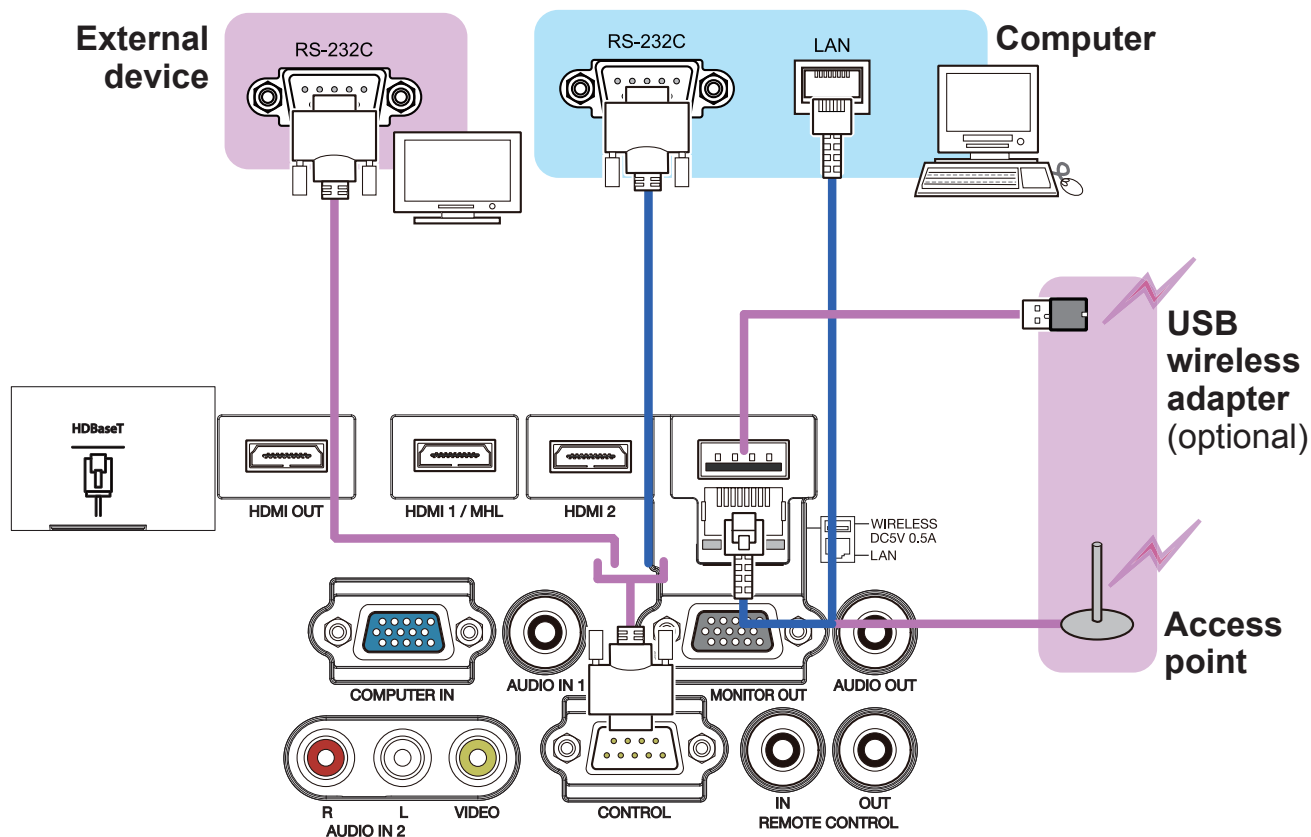 External
device
RS-232C
RS-232C
LAN
Computer
USB
wireless
adapter
(optional)
HDBaseT
HDMI OUT
HDMI 1 / MHL
HDMI 2
WIRELESS
DC5V 0.5A
LAN
Access
point
COMPUTER IN
AUDIO IN 1
MONITOR OUT
AUDIO OUT
R
L
VIDEO
AUDIO IN 2
CONTROL
IN
OUT
REMOTE CONTROL